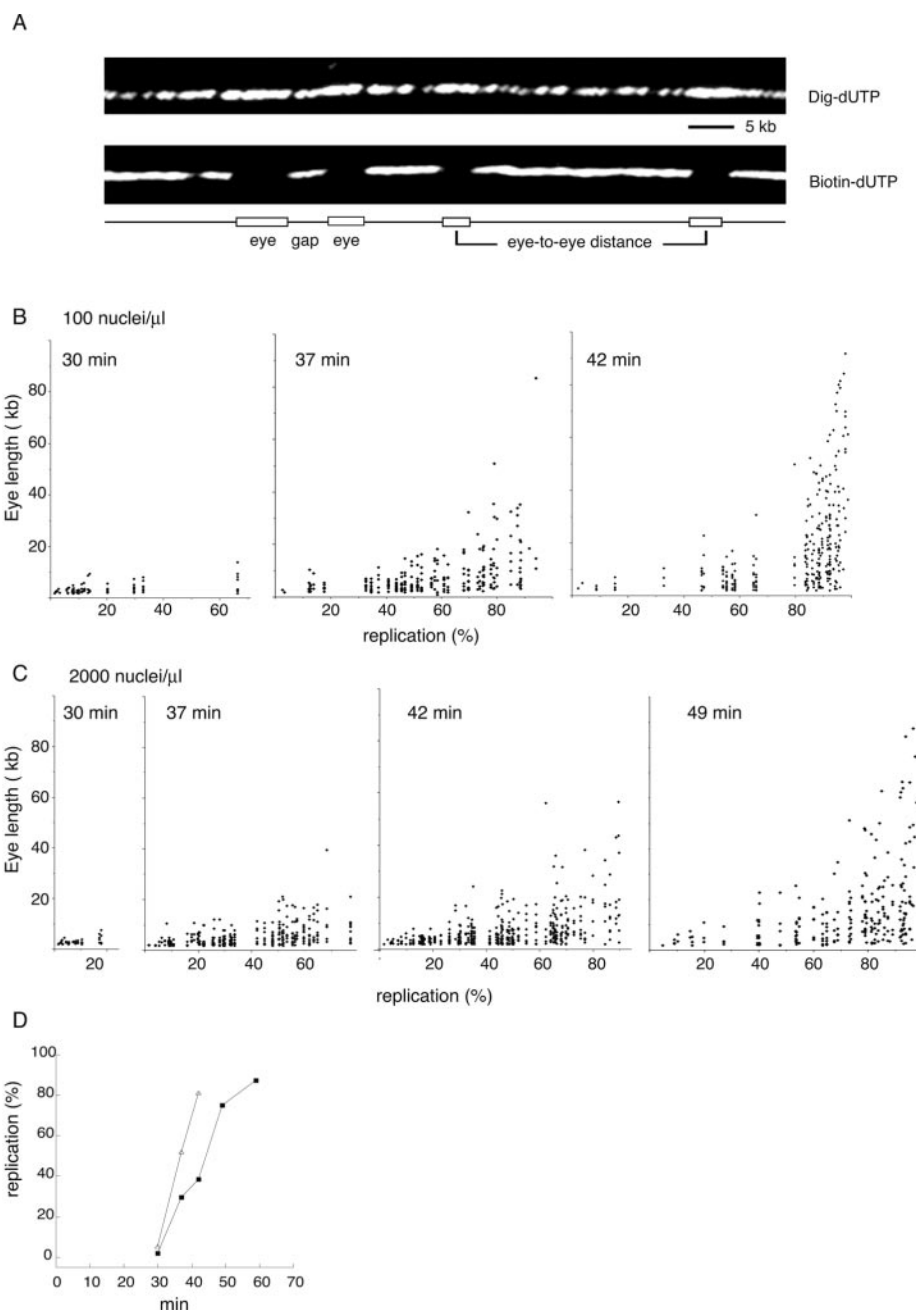 A
Dig-dUTP
5 kb
Biotin-dUTP
eye gap eye eye-to-eye distance
B
100 nuclei/μl
30 min 37 min 42 min
Eye length ( kb)
80
60
40
20
20 40 60 80 20 40 60 80 20 40 60 80
replication (%)
C
2000 nuclei/μl
30 min 37 min 42 min 49 min
Eye length ( kb)
80
60
40
20
20 20 40 60 20 40 60 80 20 40 60 80
replication (%)
D
replication (%)
100
80
60
40
20
0
0 10 20 30 40 50 60 70
min